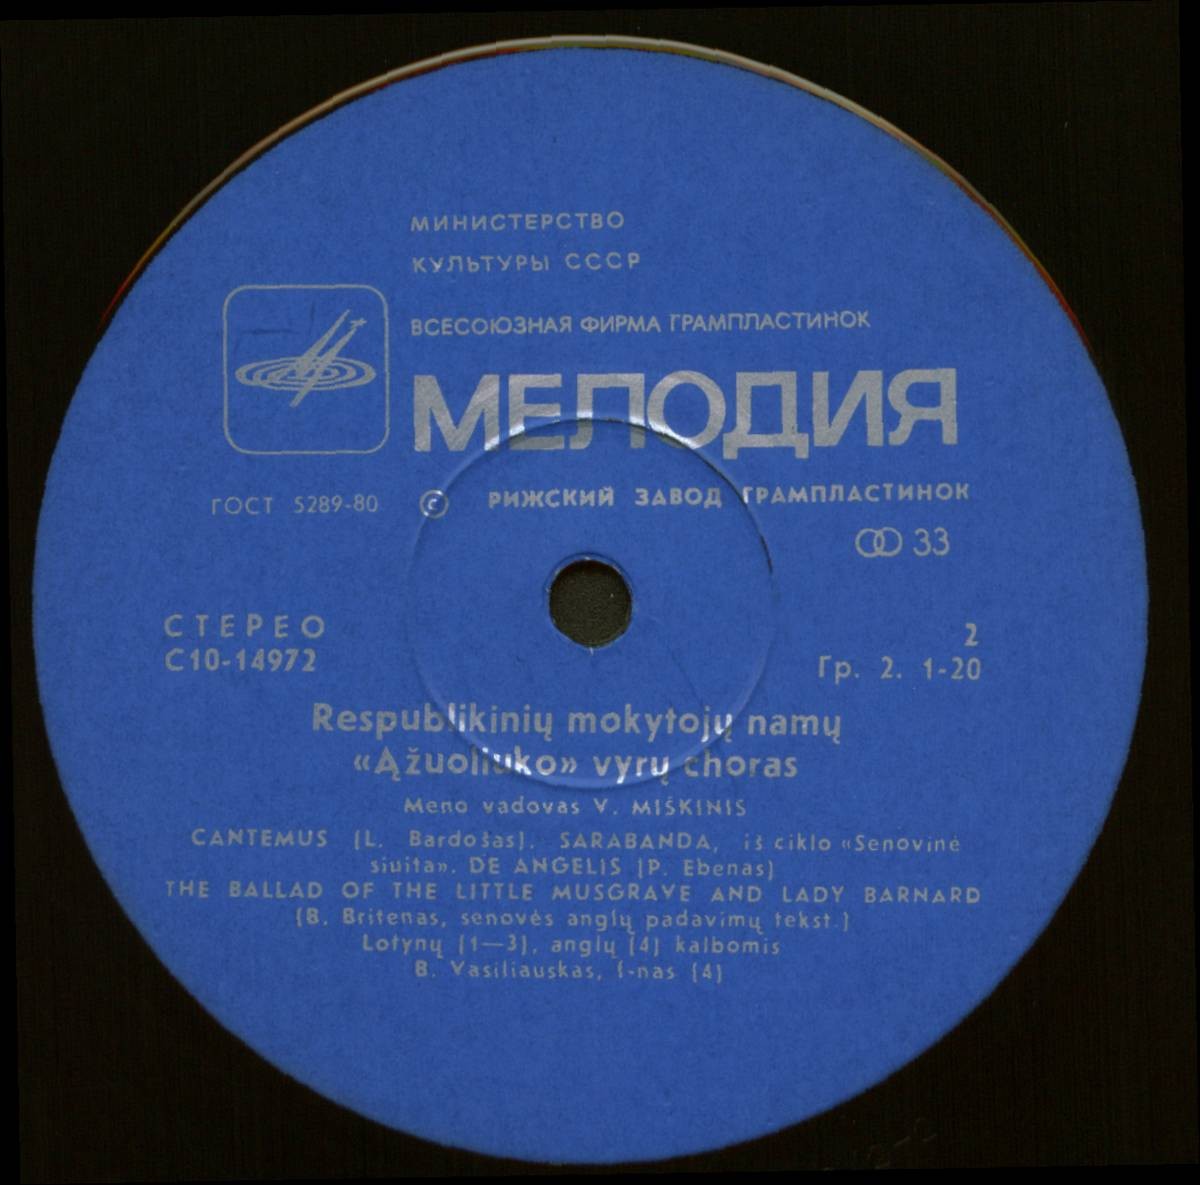 МИНИСТЕРСТВО
КУЛЬТУРЫ СССР
ВСЕСОЮЗНАЯ ФИРМА ГРАМПЛАСТИНОК
МЕЛОДИЯ
ГОСТ 5289-80 © РИЖСКИЙ ЗАВОД ГРАМПЛАСТИНОК
33
СТЕРЕО
2
С10-14972
Гр. 2. 1-20
Respublikinių mokytojų namų
«Ąžuoliuko» vyrų choras
Meno vadovas V. MIŠKINIS
CANTEMUS (L. Bardošas). SARABANDA, iš ciklo «Senovinė
siuita». DE ANGELIS (P. Ebenas)
THE BALLAD OF THE LITTLE MUSGRAVE AND LADY BARNARD
(B. Britenas, senovės anglų padavimų tekst.)
Lotynų (1—3), anglų (4) kalbomis
B. Vasiliauskas, f-nas (4)